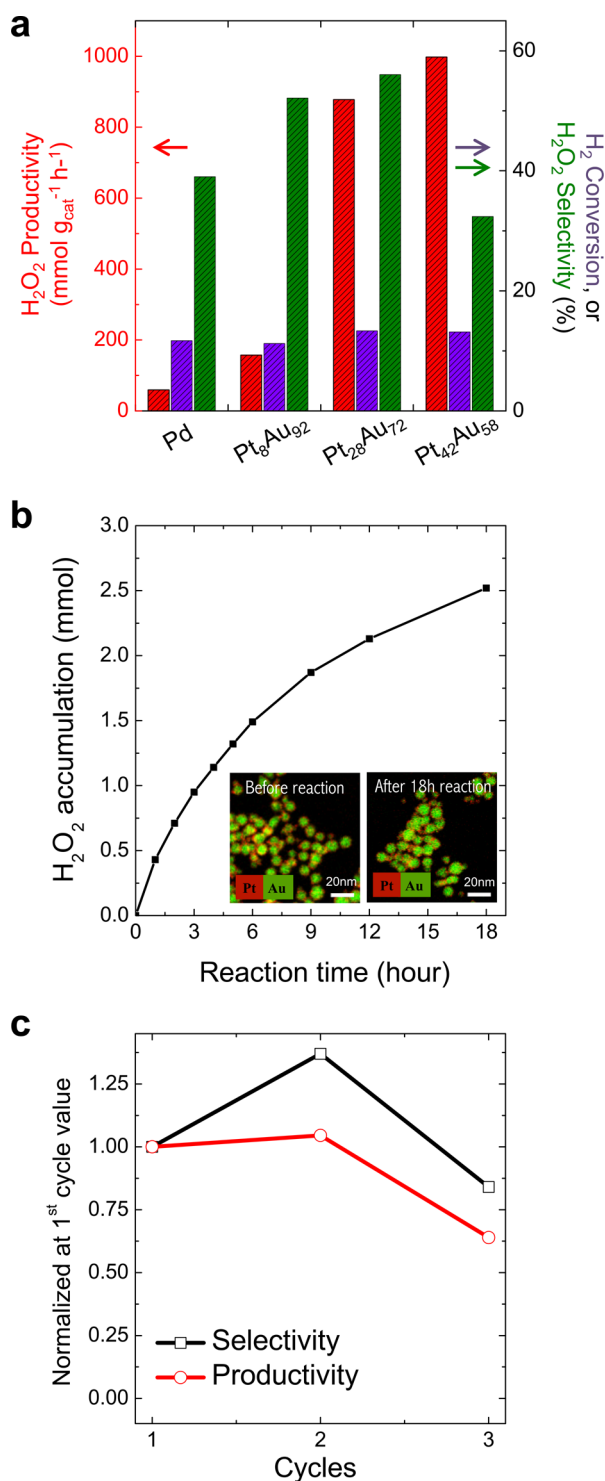 a
H₂O₂ Productivity
(mmol g_cat⁻¹ h-¹)
1000
800
600
400
200
0
60
40
20
0
H₂ Conversion, or
H₂O₂ Selectivity (%)
Pd
Pt₈Au₉₂
Pt₂₈Au₇₂
Pt₄₂Au₅₈
b
H₂O₂ accumulation (mmol)
3.0
2.5
2.0
1.5
1.0
0.5
0.0
Before reaction
Pt Au
20nm
After 18h reaction
Pt Au
20nm
0 3 6 9 12 15 18
Reaction time (hour)
c
Normalized at 1ˢᵗ cycle value
1.25
1.00
0.75
0.50
0.25
0.00
Selectivity
Productivity
1 2 3
Cycles